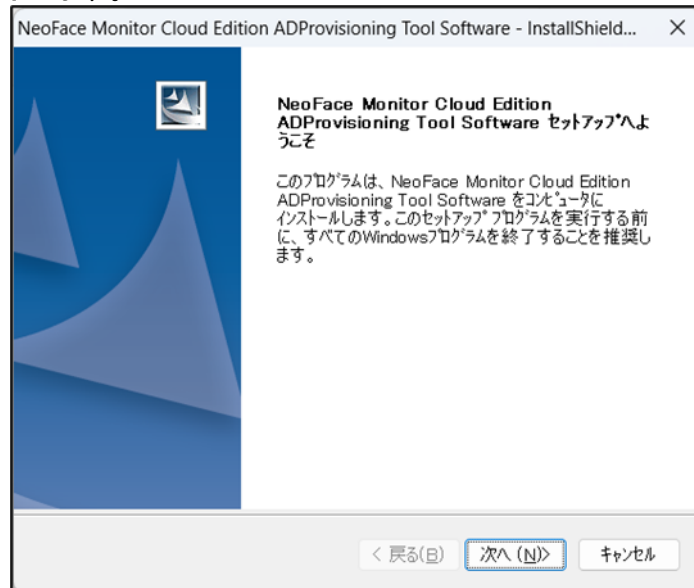 NeoFace Monitor Cloud Edition ADProvisioning Tool Software - InstallShield...
NeoFace Monitor Cloud Edition
ADProvisioning Tool Software セットアップへよ
うこそ
このプログラムは、NeoFace Monitor Cloud Edition
ADProvisioning Tool Software をコンピュータに
インストールします。このセットアップ プログラムを実行する前
に、すべてのWindowsプログラムを終了することを推奨し
ます。
< 戻る(B) 次へ (N)> キャンセル